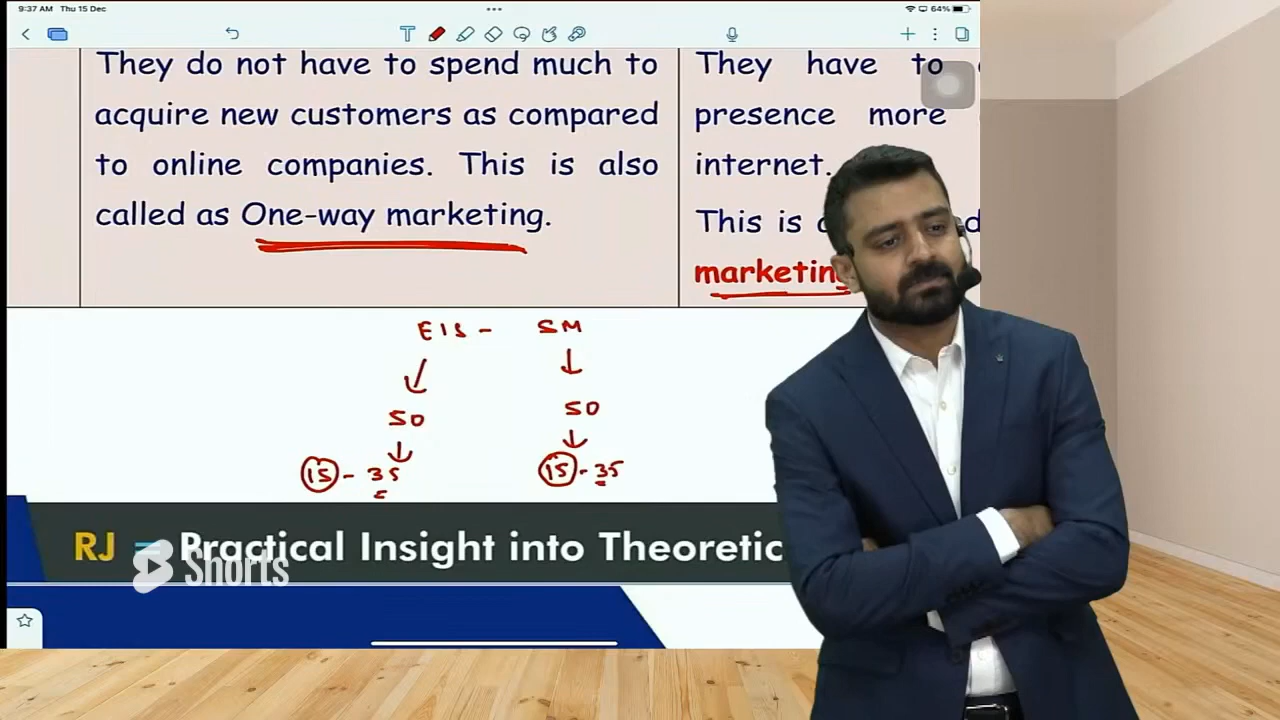 9:37 AM Thu 15 Dec
64%
They do not have to spend much to
acquire new customers as compared
to online companies. This is also
called as One-way marketing.
They have to
presence more
internet.
This is
marketing
EIS - SM
50 50
15 - 35 15 - 35
RJ = Practical Insight into Theoretic
Shorts